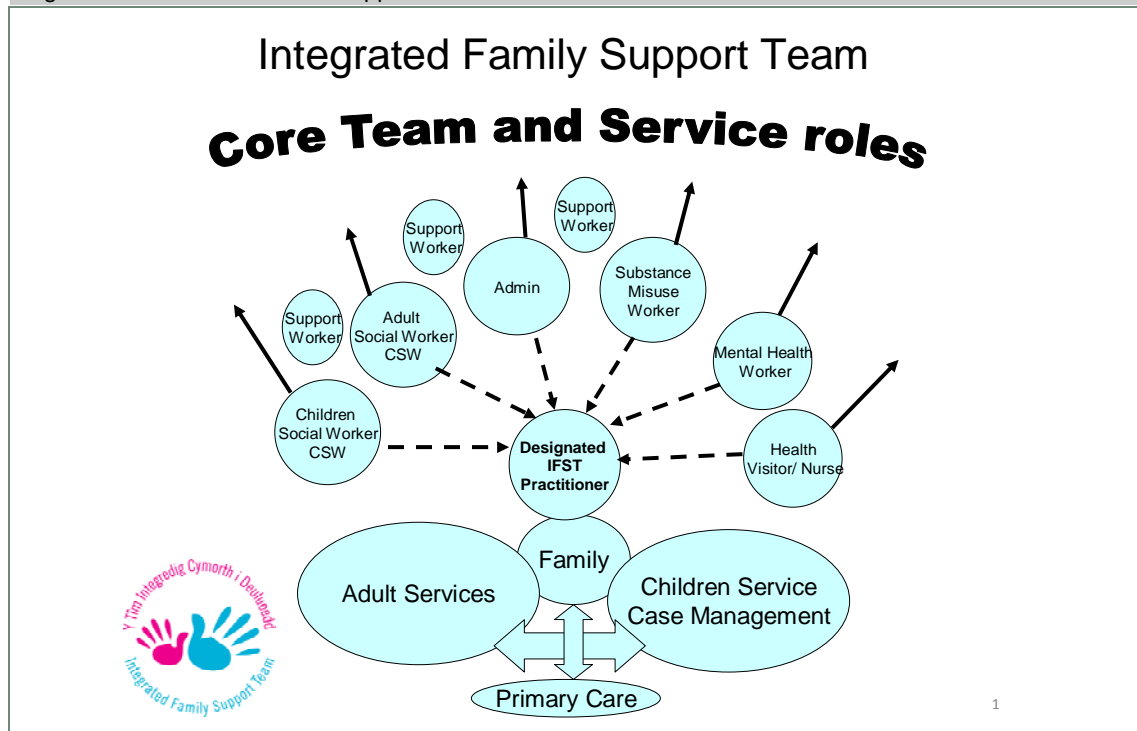 Integrated Family Support Team
Core Team and Service roles
Support
Worker
Support
Worker
Admin
Substance
Misuse
Worker
Support
Worker
Adult
Social Worker
CSW
Mental Health
Worker
Children
Social Worker
CSW
Designated
IFST
Practitioner
Health
Visitor/ Nurse
Family
Adult Services
Children Service
Case Management
Primary Care
Y Tîm Integredig Cymorth i Deuluoedd
Integrated Family Support Team
1